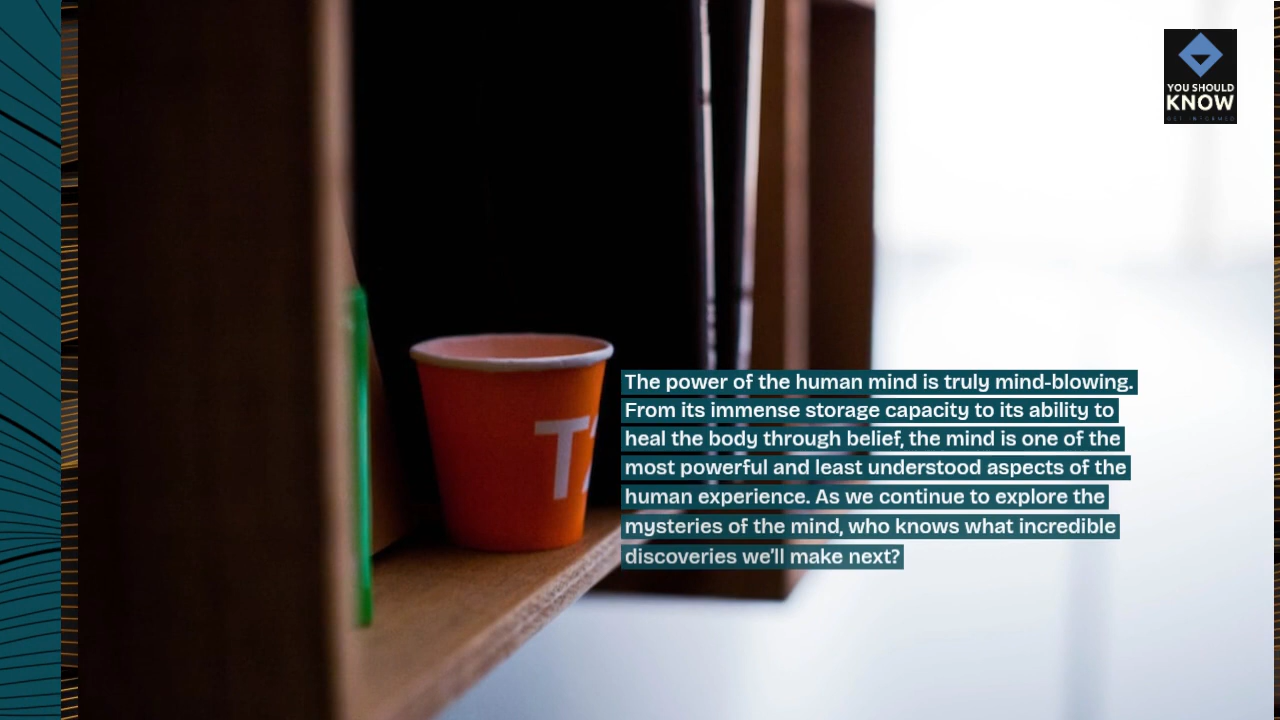 YOU SHOULD
KNOW
GET INFORMED
The power of the human mind is truly mind-blowing.
From its immense storage capacity to its ability to
heal the body through belief, the mind is one of the
most powerful and least understood aspects of the
human experience. As we continue to explore the
mysteries of the mind, who knows what incredible
discoveries we'll make next?